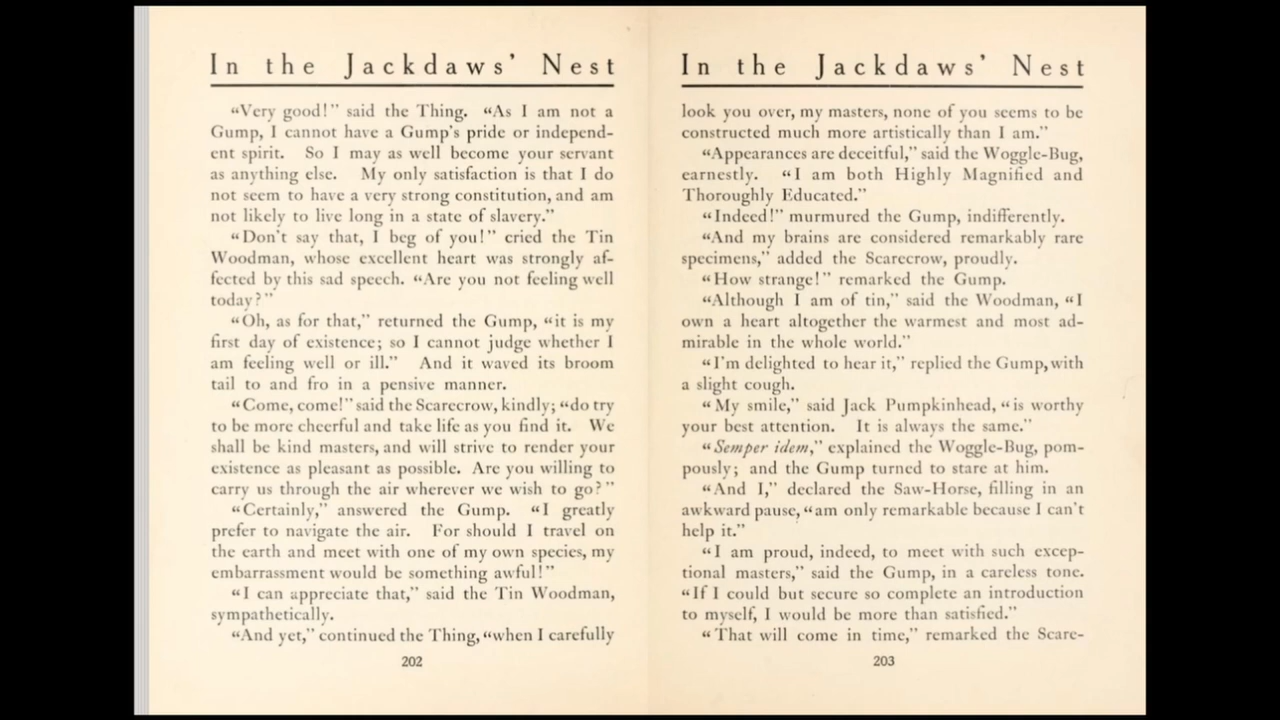 In the Jackdaws' Nest
“Very good!” said the Thing. “As I am not a
Gump, I cannot have a Gump's pride or independ-
ent spirit. So I may as well become your servant
as anything else. My only satisfaction is that I do
not seem to have a very strong constitution, and am
not likely to live long in a state of slavery.”
“Don't say that, I beg of you!” cried the Tin
Woodman, whose excellent heart was strongly af-
fected by this sad speech. “Are you not feeling well
today?”
“Oh, as for that,” returned the Gump, “it is my
first day of existence; so I cannot judge whether I
am feeling well or ill.” And it waved its broom
tail to and fro in a pensive manner.
“Come, come!” said the Scarecrow, kindly; “do try
to be more cheerful and take life as you find it. We
shall be kind masters, and will strive to render your
existence as pleasant as possible. Are you willing to
carry us through the air wherever we wish to go?”
“Certainly,” answered the Gump. “I greatly
prefer to navigate the air. For should I travel on
the earth and meet with one of my own species, my
embarrassment would be something awful!”
“I can appreciate that,” said the Tin Woodman,
sympathetically.
“And yet,” continued the Thing, “when I carefully
202
In the Jackdaws' Nest
look you over, my masters, none of you seems to be
constructed much more artistically than I am.”
“Appearances are deceitful,” said the Woggle-Bug,
earnestly. “I am both Highly Magnified and
Thoroughly Educated.”
“Indeed!” murmured the Gump, indifferently.
“And my brains are considered remarkably rare
specimens,” added the Scarecrow, proudly.
“How strange!” remarked the Gump.
“Although I am of tin,” said the Woodman, “I
own a heart altogether the warmest and most ad-
mirable in the whole world.”
“I'm delighted to hear it,” replied the Gump, with
a slight cough.
“My smile,” said Jack Pumpkinhead, “is worthy
your best attention. It is always the same.”
“Semper idem,” explained the Woggle-Bug, pom-
pously; and the Gump turned to stare at him.
“And I,” declared the Saw-Horse, filling in an
awkward pause, “am only remarkable because I can't
help it.”
“I am proud, indeed, to meet with such excep-
tional masters,” said the Gump, in a careless tone.
“If I could but secure so complete an introduction
to myself, I would be more than satisfied.”
“That will come in time,” remarked the Scare-
203